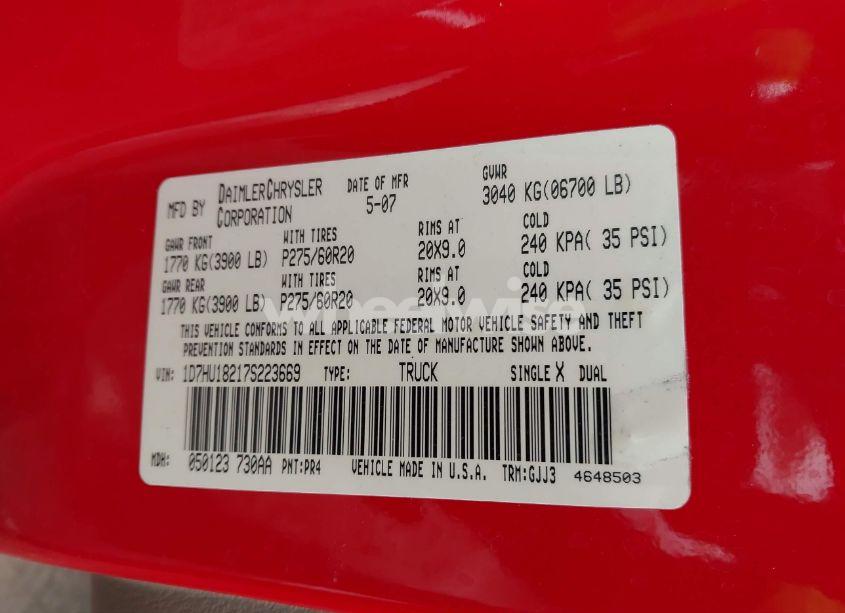 MFD BY DAIMLERCHRYSLER CORPORATION DATE OF MFR 5-07 GVWR 3040 KG(06700 LB)
GAWR FRONT WITH TIRES RIMS AT COLD
1770 KG(3900 LB) P275/60R20 20X9.0 240 KPA( 35 PSI)
GAWR REAR WITH TIRES RIMS AT COLD
1770 KG(3900 LB) P275/60R20 20X9.0 240 KPA( 35 PSI)
THIS VEHICLE CONFORMS TO ALL APPLICABLE FEDERAL MOTOR VEHICLE SAFETY AND THEFT
PREVENTION STANDARDS IN EFFECT ON THE DATE OF MANUFACTURE SHOWN ABOVE.
VIN: 1D7HU18217S223669 TYPE: TRUCK SINGLE X DUAL
MDH: 050123 730AA PNT:PR4 VEHICLE MADE IN U.S.A. TRM:GJJ3 4648503